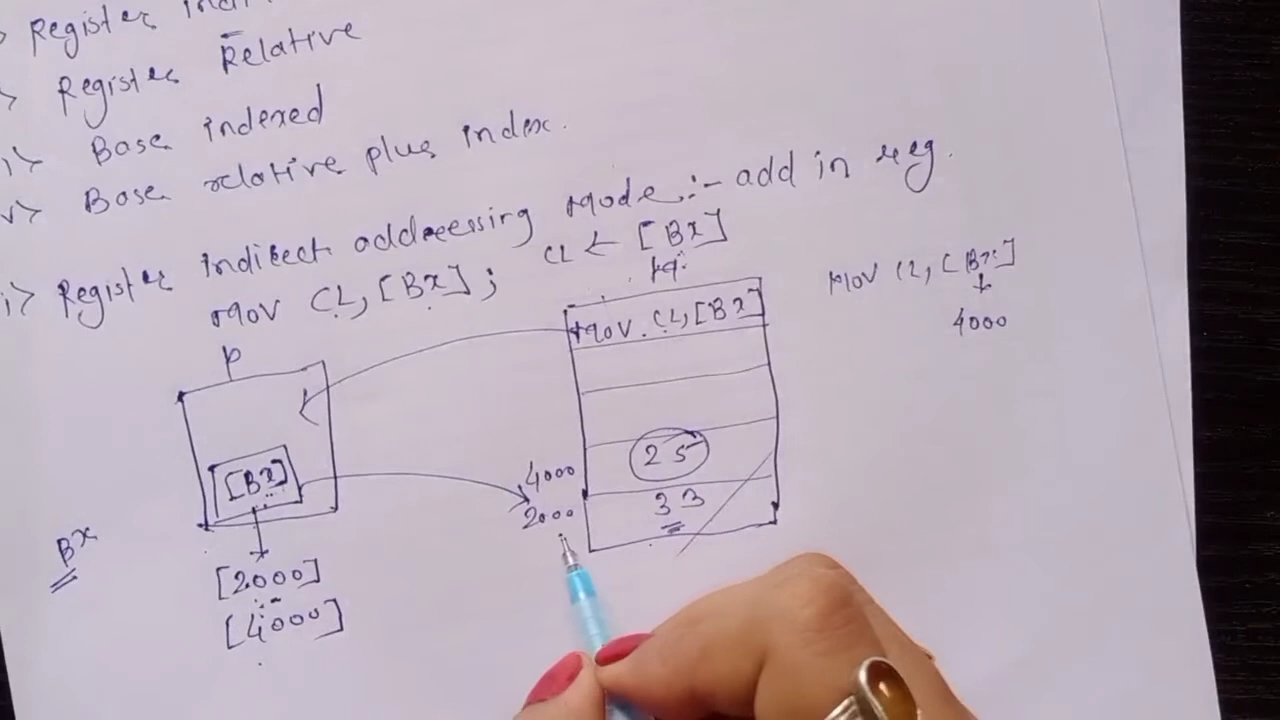 Register
> Register Relative
i> Base indexed
v> Base relative plus index.
i> Register indirect addressing mode :- add in reg.
Mov CL, [Bx] ; CL ← [Bx]
M
Mov CL, [Bx]
Mov CL, [Bx]
4000
P
25
[Bx]
4000
2000
33
Bx
[2000]
[4000]